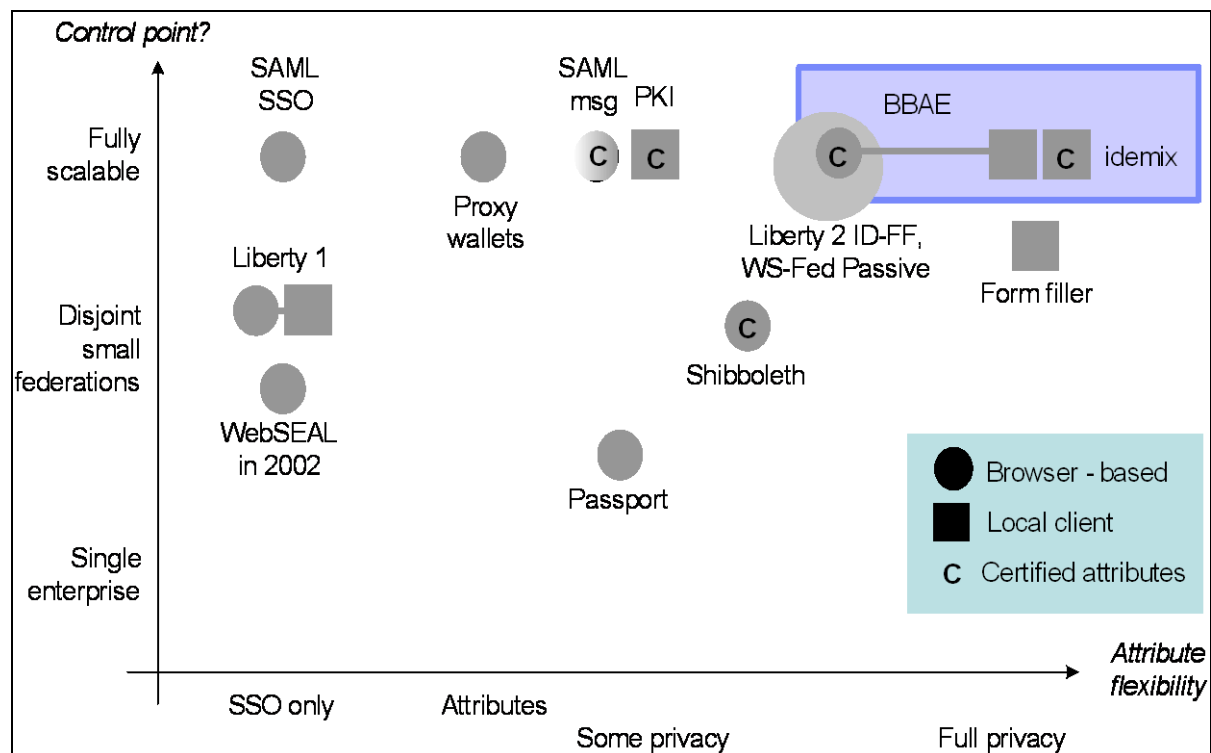 Control point?
SAML
SSO
SAML
msg
PKI
BBAE
Fully
scalable
C
C
C
C
idemix
Proxy
wallets
Liberty 2 ID-FF,
WS-Fed Passive
Form filler
Liberty 1
Disjoint
small
federations
C
Shibboleth
WebSEAL
in 2002
Passport
Browser - based
Local client
C Certified attributes
Single
enterprise
Attribute
flexibility
SSO only
Attributes
Some privacy
Full privacy